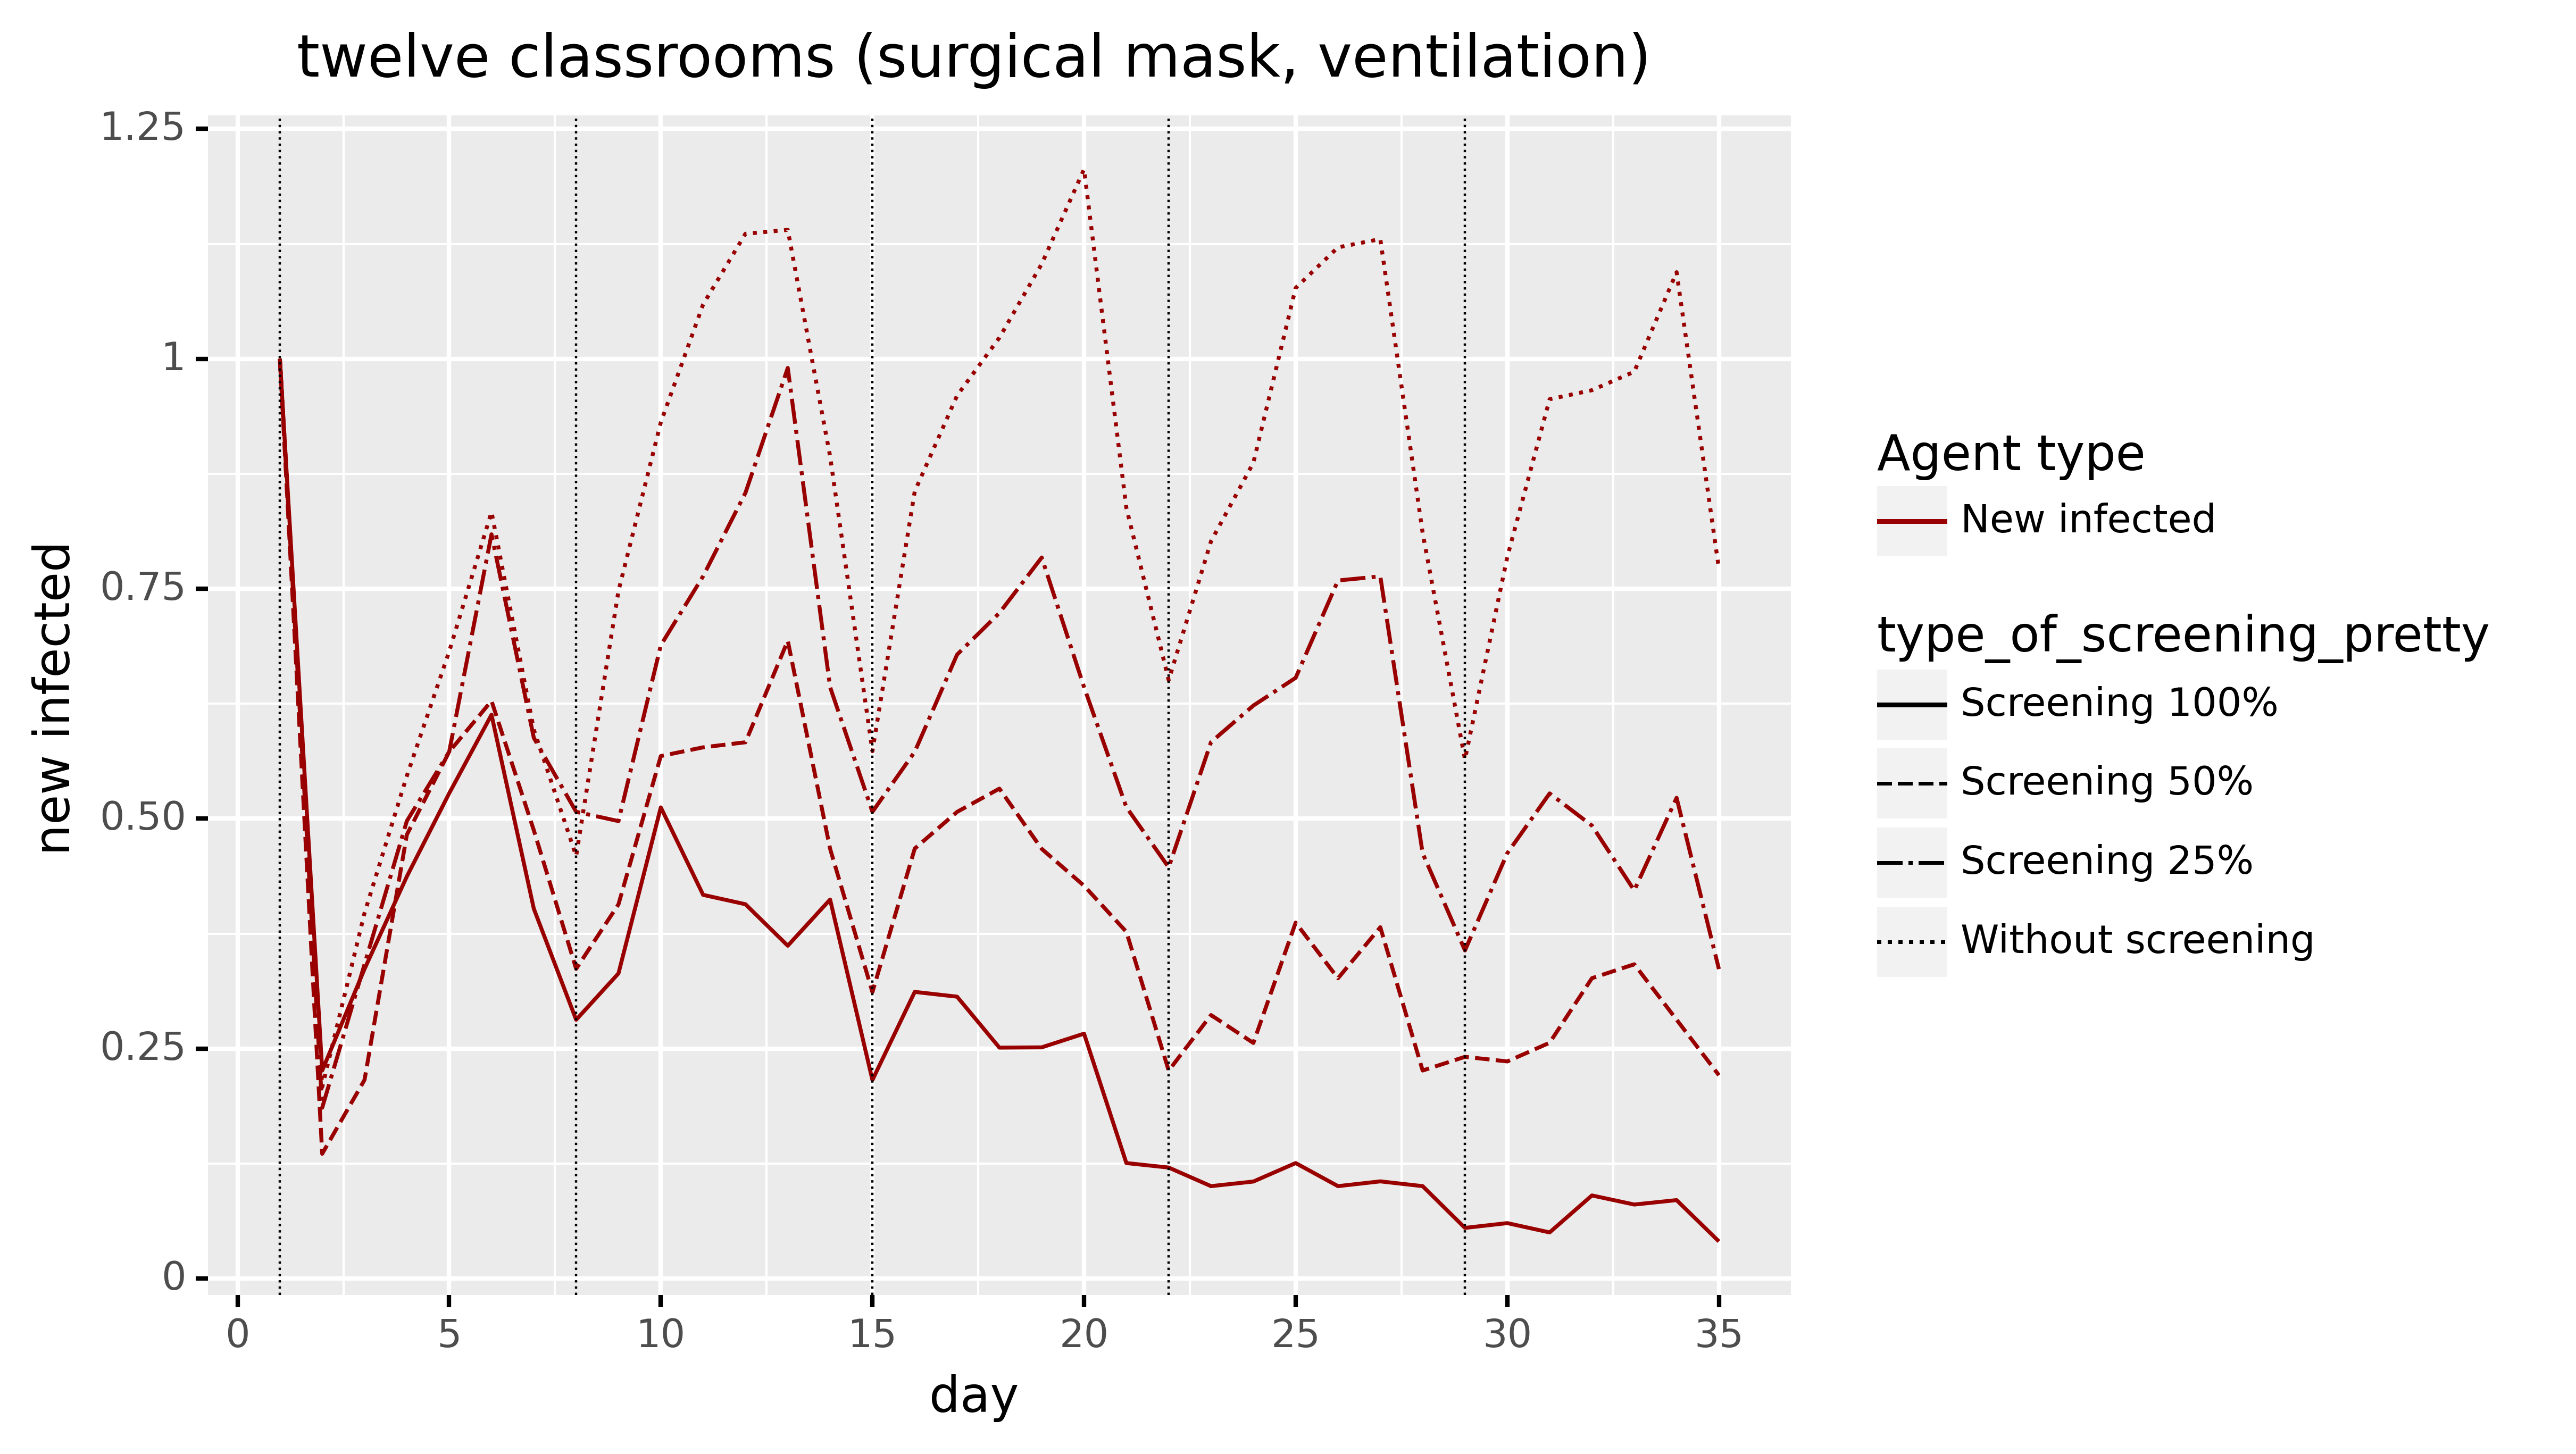 twelve classrooms (surgical mask, ventilation)
1.25
1
0.75
0.50
0.25
0
new infected
0 5 10 15 20 25 30 35
day
Agent type
New infected
type_of_screening_pretty
Screening 100%
Screening 50%
Screening 25%
Without screening